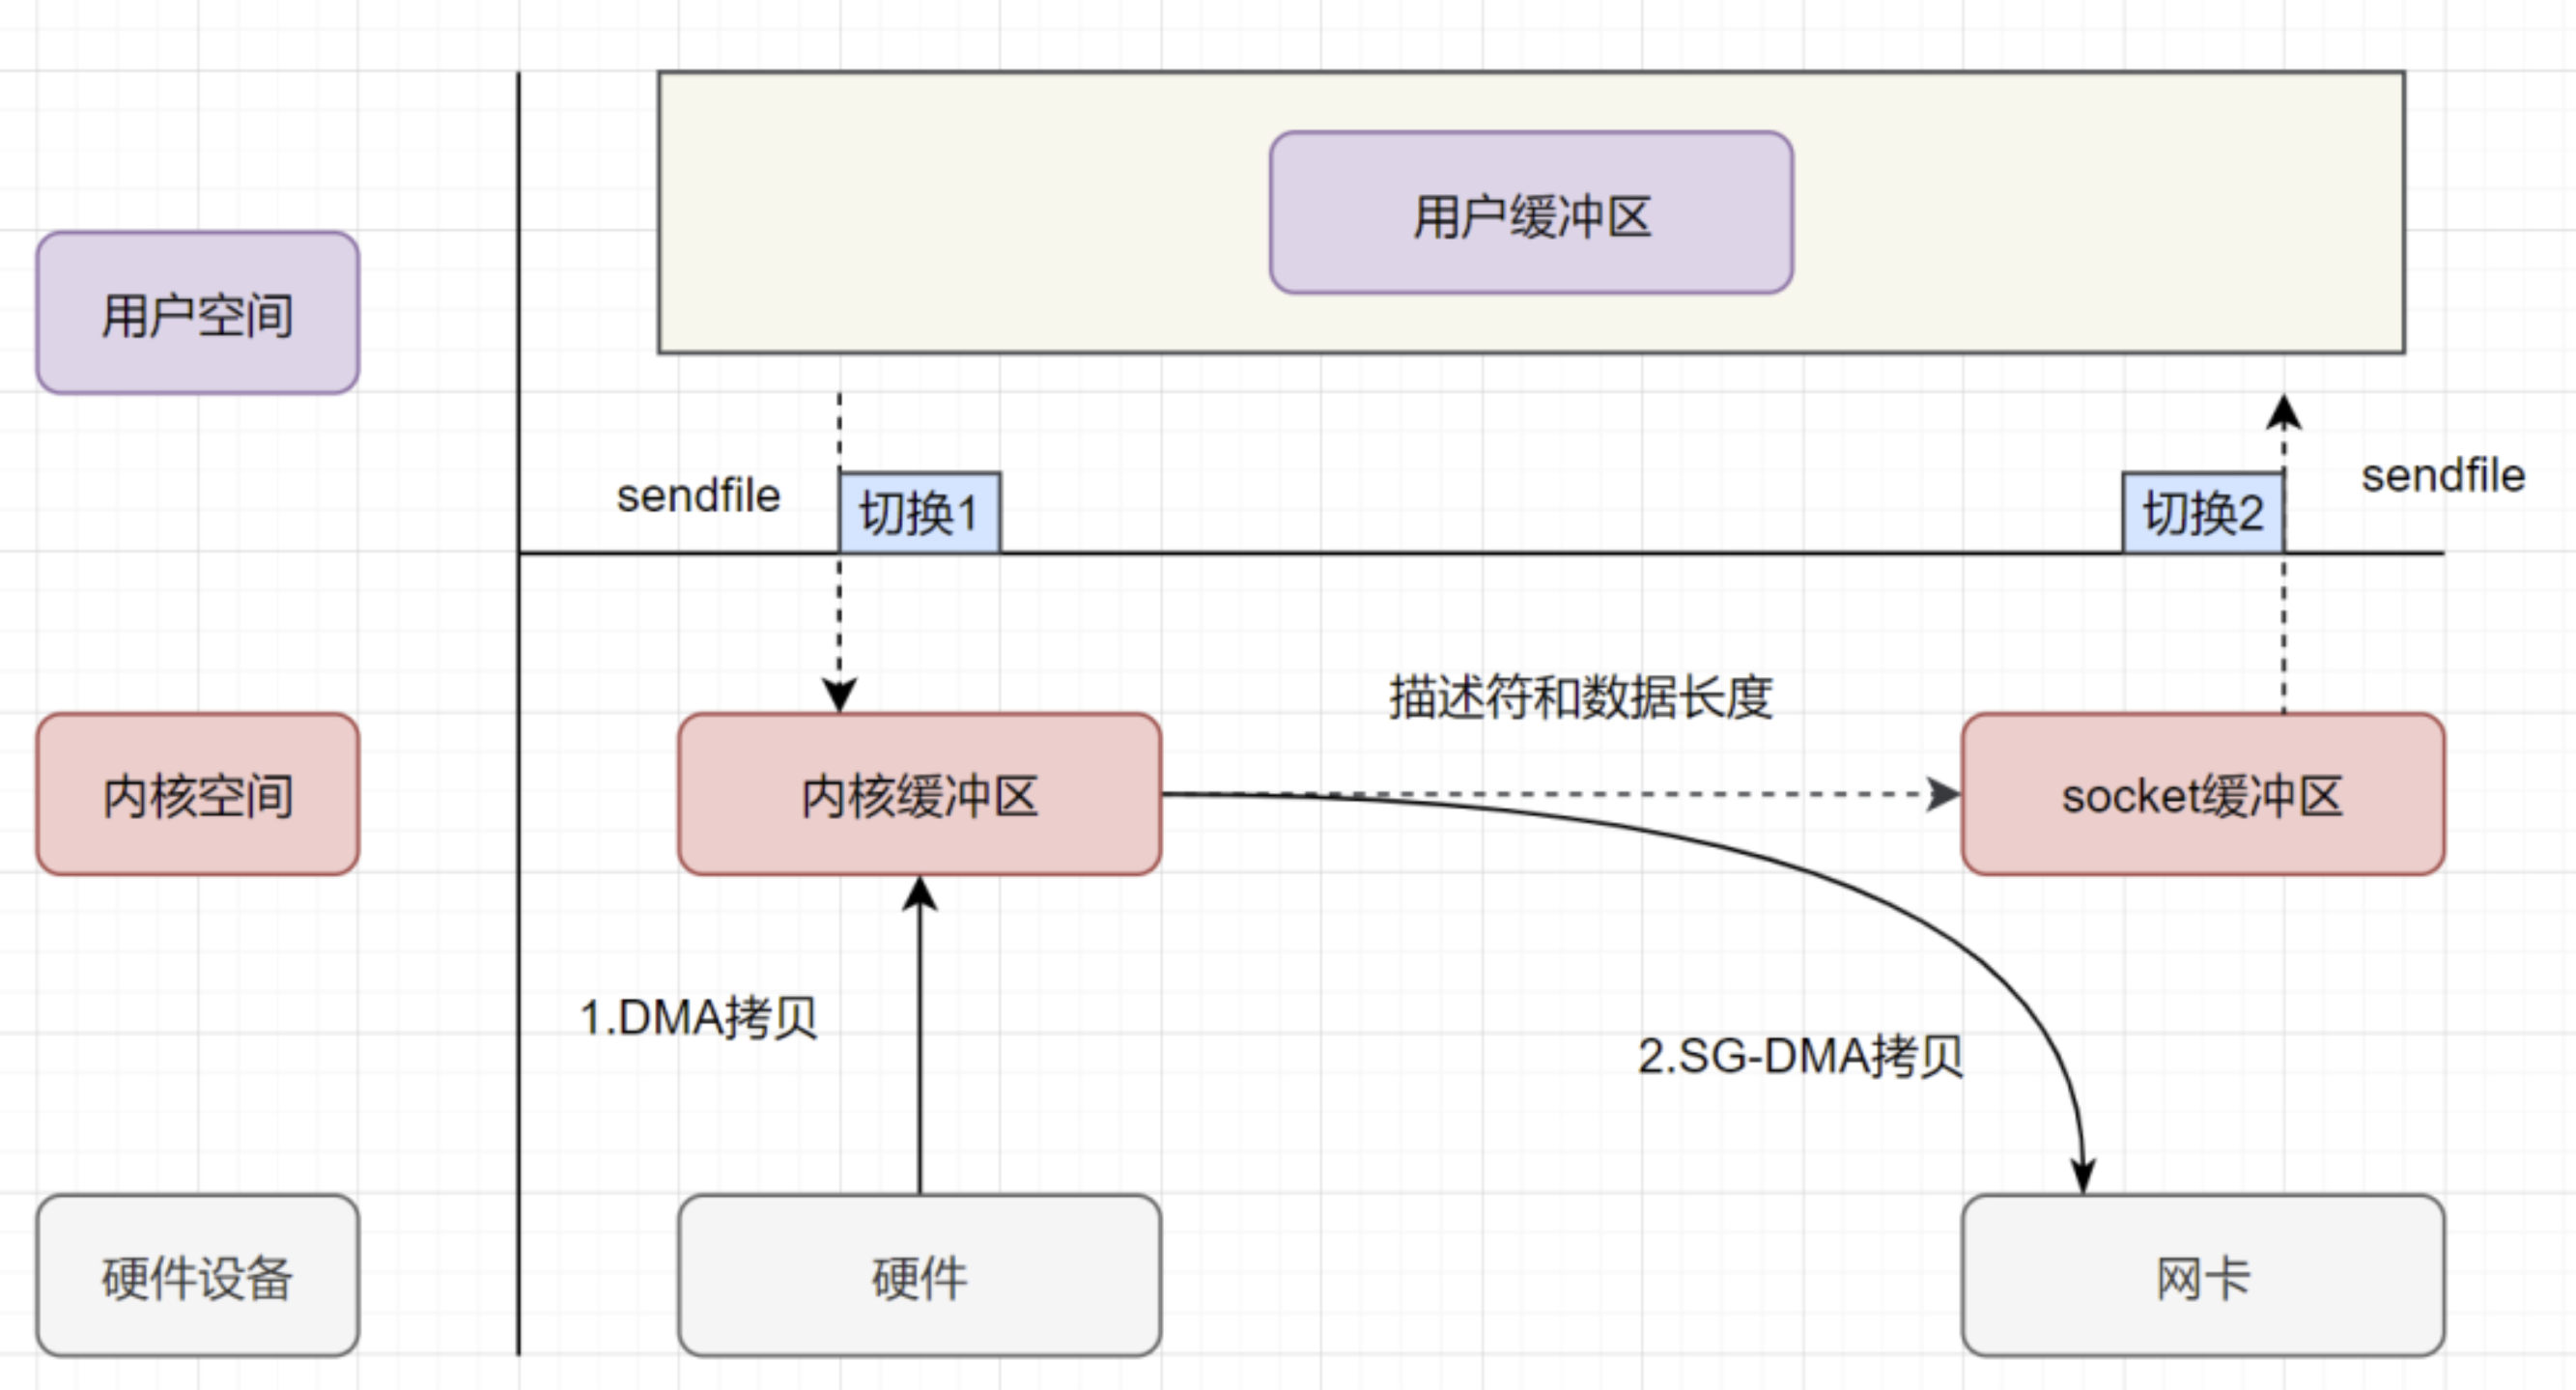 用户缓冲区
用户空间
sendfile
切换1
切换2
sendfile
描述符和数据长度
内核空间
内核缓冲区
socket缓冲区
1.DMA拷贝
2.SG-DMA拷贝
硬件设备
硬件
网卡